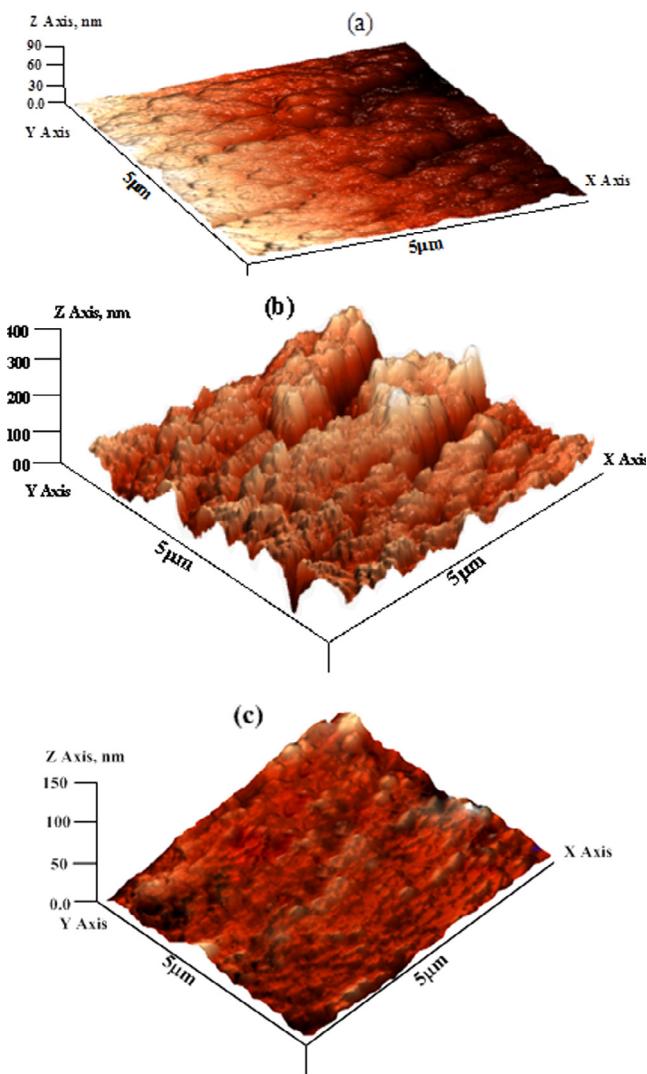 Z Axis, nm
(a)
90
60
30
0.0
Y Axis
5μm
X Axis
5μm
(b)
Z Axis, nm
400
300
200
100
00
Y Axis
X Axis
5μm
5μm
(c)
Z Axis, nm
150
100
50
0.0
Y Axis
X Axis
5μm
5μm